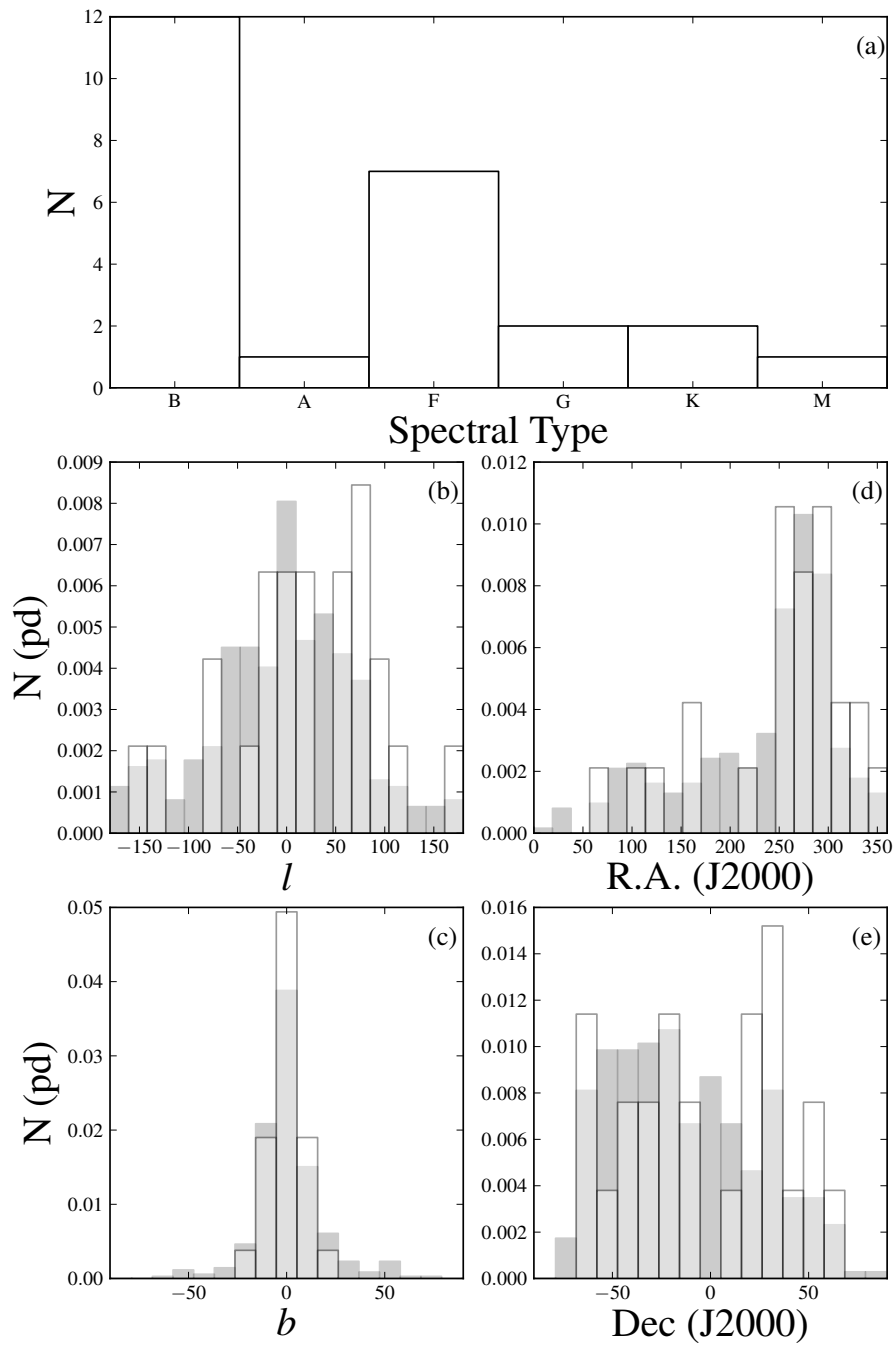 12
10
8
6
4
2
0
N
(a)
B A F G K M
Spectral Type
0.009
0.008
0.007
0.006
0.005
0.004
0.003
0.002
0.001
0.000
N (pd)
(b)
−150 −100 −50 0 50 100 150
l
0.012
0.010
0.008
0.006
0.004
0.002
0.000
(d)
0 50 100 150 200 250 300 350
R.A. (J2000)
0.05
0.04
0.03
0.02
0.01
0.00
N (pd)
(c)
−50 0 50
b
0.016
0.014
0.012
0.010
0.008
0.006
0.004
0.002
0.000
(e)
−50 0 50
Dec (J2000)